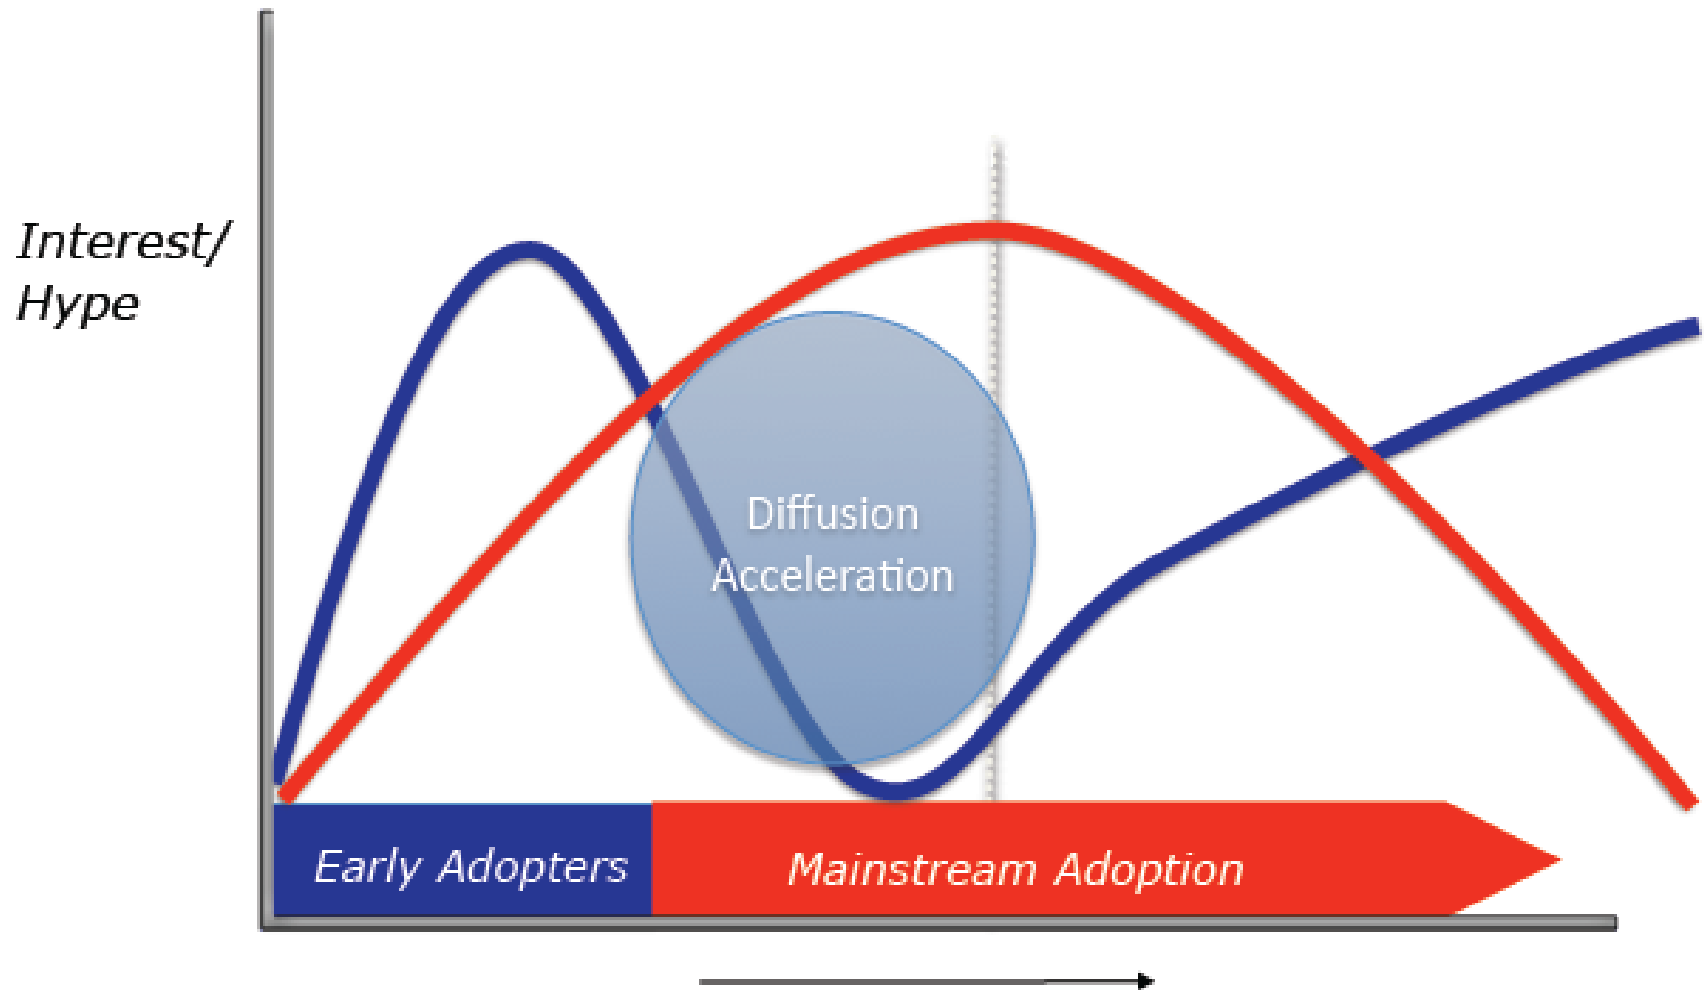 Interest/
Hype
Diffusion
Acceleration
Early Adopters
Mainstream Adoption